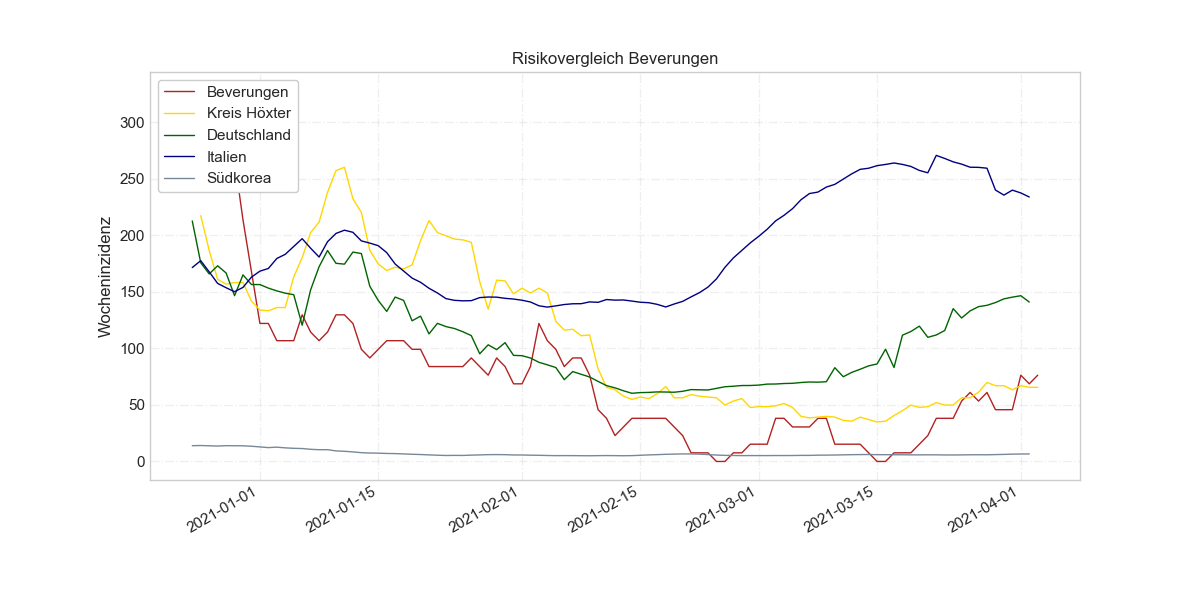 Risikovergleich Beverungen
Beverungen
Kreis Höxter
Deutschland
Italien
Südkorea
Wocheninzidenz
300
250
200
150
100
50
0
2021-01-01
2021-01-15
2021-02-01
2021-02-15
2021-03-01
2021-03-15
2021-04-01